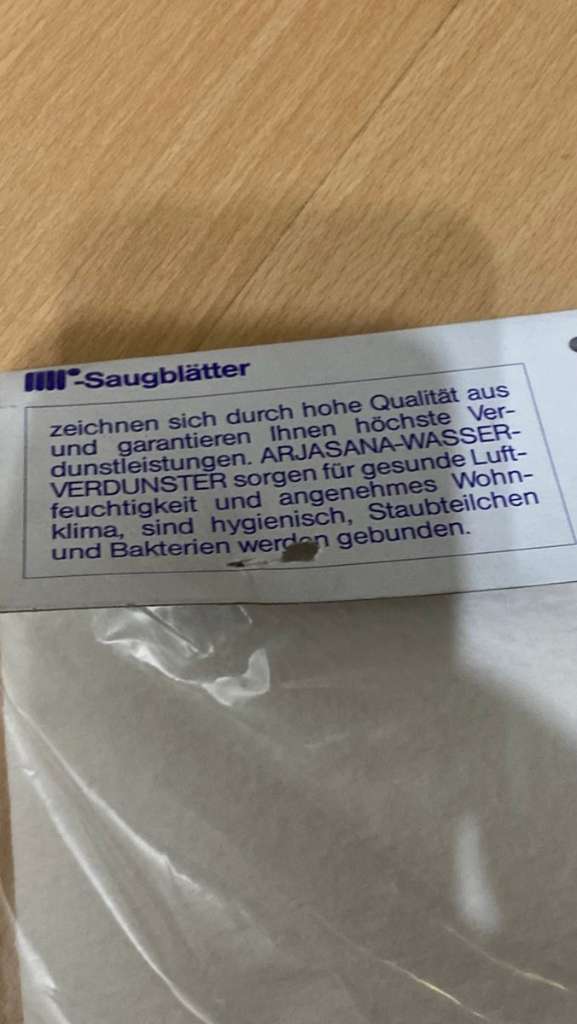 -Saugblätter
zeichnen sich durch hohe Qualität aus
und garantieren Ihnen höchste Ver-
dunstleistungen. ARJASANA-WASSER-
VERDUNSTER sorgen für gesunde Luft-
feuchtigkeit und angenehmes Wohn-
klima, sind hygienisch, Staubteilchen
und Bakterien werden gebunden.